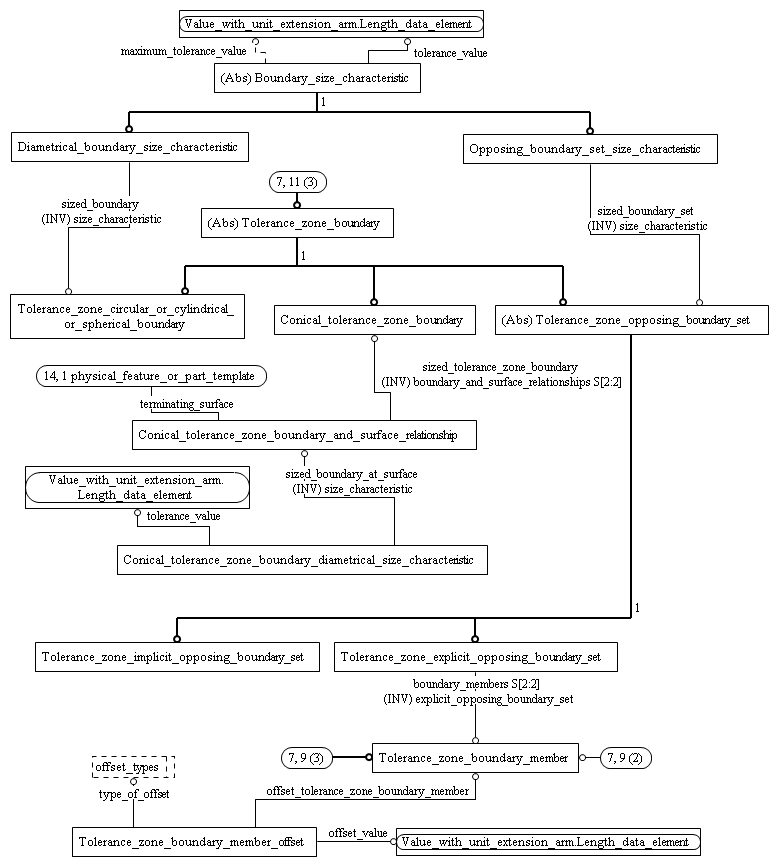 Value_with_unit_extension_arm.Length_data_element
maximum_tolerance_value
tolerance_value
(Abs) Boundary_size_characteristic
1
Diametrical_boundary_size_characteristic
Opposing_boundary_set_size_characteristic
7, 11 (3)
sized_boundary
(INV) size_characteristic
sized_boundary_set
(INV) size_characteristic
(Abs) Tolerance_zone_boundary
1
Tolerance_zone_circular_or_cylindrical_
or_spherical_boundary
Conical_tolerance_zone_boundary
(Abs) Tolerance_zone_opposing_boundary_set
sized_tolerance_zone_boundary
(INV) boundary_and_surface_relationships S[2:2]
14, 1 physical_feature_or_part_template
terminating_surface
Conical_tolerance_zone_boundary_and_surface_relationship
Value_with_unit_extension_arm.
Length_data_element
sized_boundary_at_surface
(INV) size_characteristic
tolerance_value
Conical_tolerance_zone_boundary_diametrical_size_characteristic
1
Tolerance_zone_implicit_opposing_boundary_set
Tolerance_zone_explicit_opposing_boundary_set
boundary_members S[2:2]
(INV) explicit_opposing_boundary_set
7, 9 (3)
Tolerance_zone_boundary_member
7, 9 (2)
offset_types
type_of_offset
offset_tolerance_zone_boundary_member
Tolerance_zone_boundary_member_offset
offset_value
Value_with_unit_extension_arm.Length_data_element